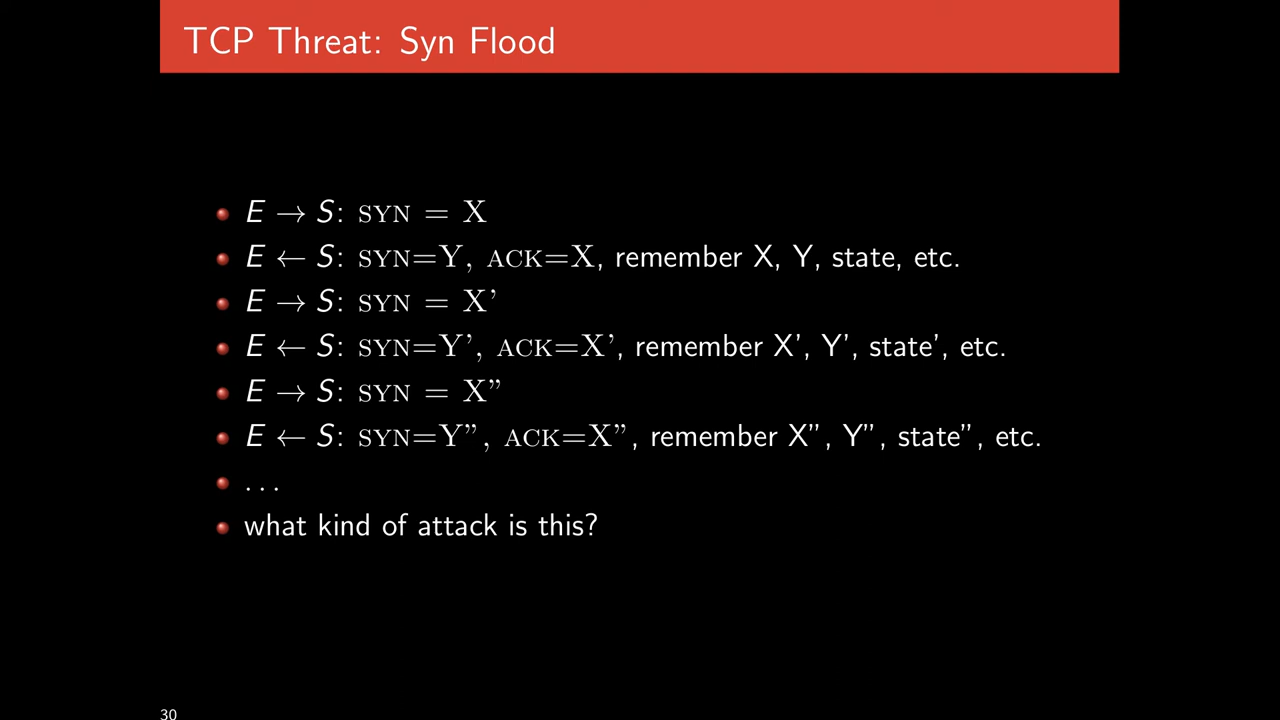 TCP Threat: Syn Flood
E → S: SYN = X
E ← S: SYN=Y, ACK=X, remember X, Y, state, etc.
E → S: SYN = X’
E ← S: SYN=Y’, ACK=X’, remember X’, Y’, state’, etc.
E → S: SYN = X”
E ← S: SYN=Y”, ACK=X”, remember X”, Y”, state”, etc.
...
what kind of attack is this?
30